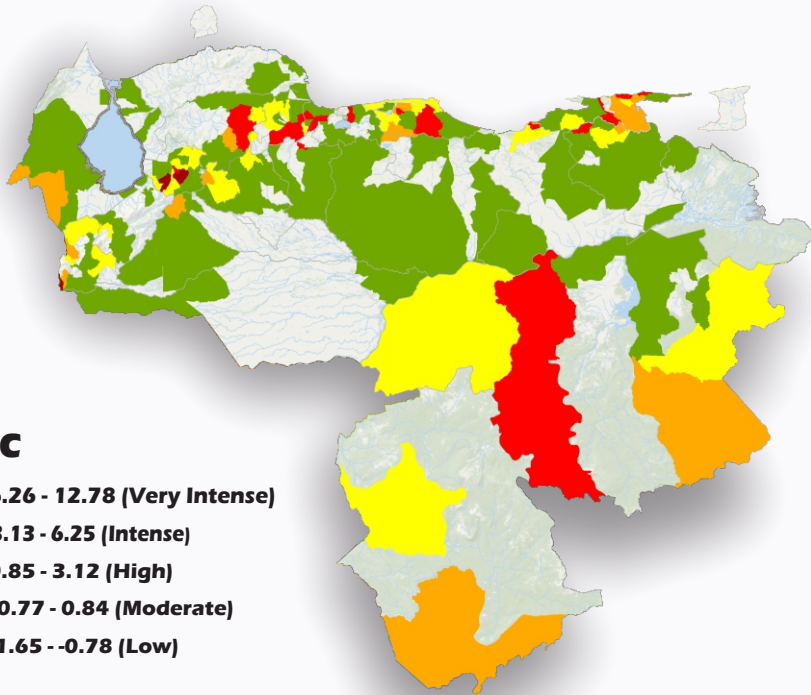 C
.26 - 12.78 (Very Intense)
3.13 - 6.25 (Intense)
.85 - 3.12 (High)
0.77 - 0.84 (Moderate)
1.65 - -0.78 (Low)